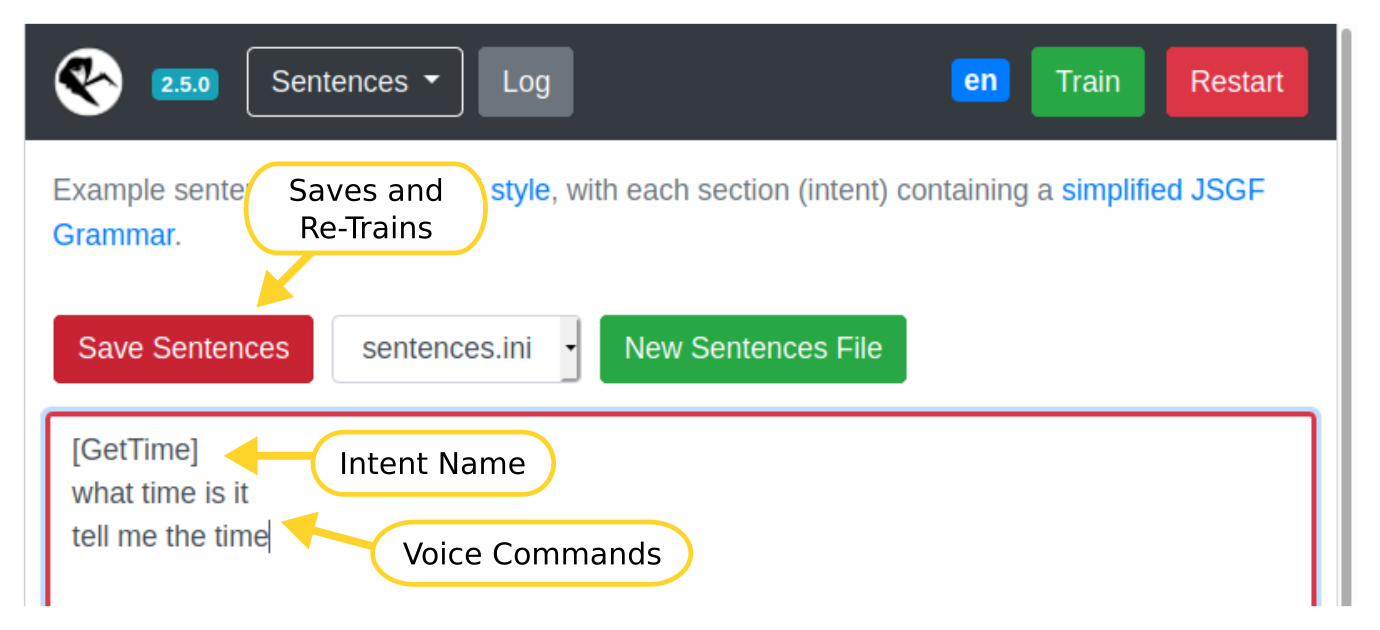 2.5.0 Sentences Log en Train Restart
Example style, with each section (intent) containing a simplified JSGF
Grammar.
Saves and
Re-Trains
Save Sentences sentences.ini New Sentences File
[GetTime]
Intent Name
what time is it
tell me the time
Voice Commands